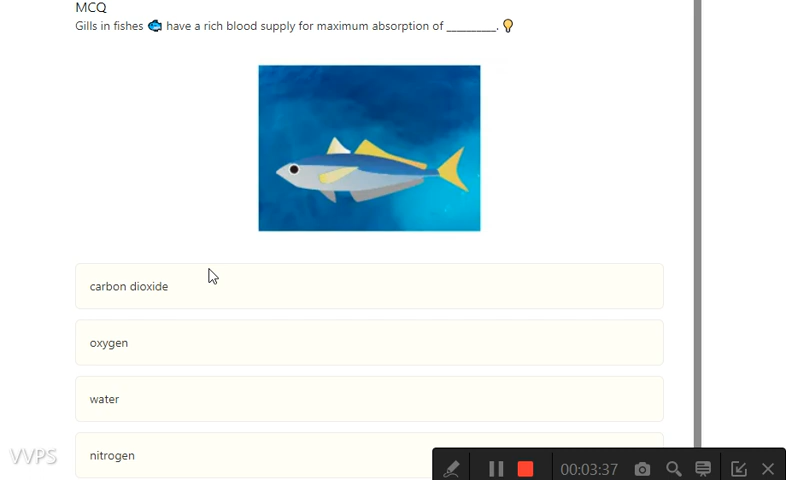 MCQ
Gills in fishes 🐟 have a rich blood supply for maximum absorption of __________. 💡
carbon dioxide
oxygen
water
nitrogen
VVPS
00:03:37